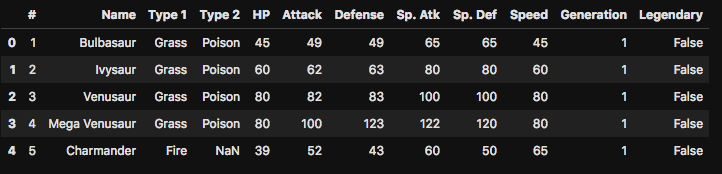 # Name Type 1 Type 2 HP Attack Defense Sp. Atk Sp. Def Speed Generation Legendary
0 1 Bulbasaur Grass Poison 45 49 49 65 65 45 1 False
1 2 Ivysaur Grass Poison 60 62 63 80 80 60 1 False
2 3 Venusaur Grass Poison 80 82 83 100 100 80 1 False
3 4 Mega Venusaur Grass Poison 80 100 123 122 120 80 1 False
4 5 Charmander Fire NaN 39 52 43 60 50 65 1 False